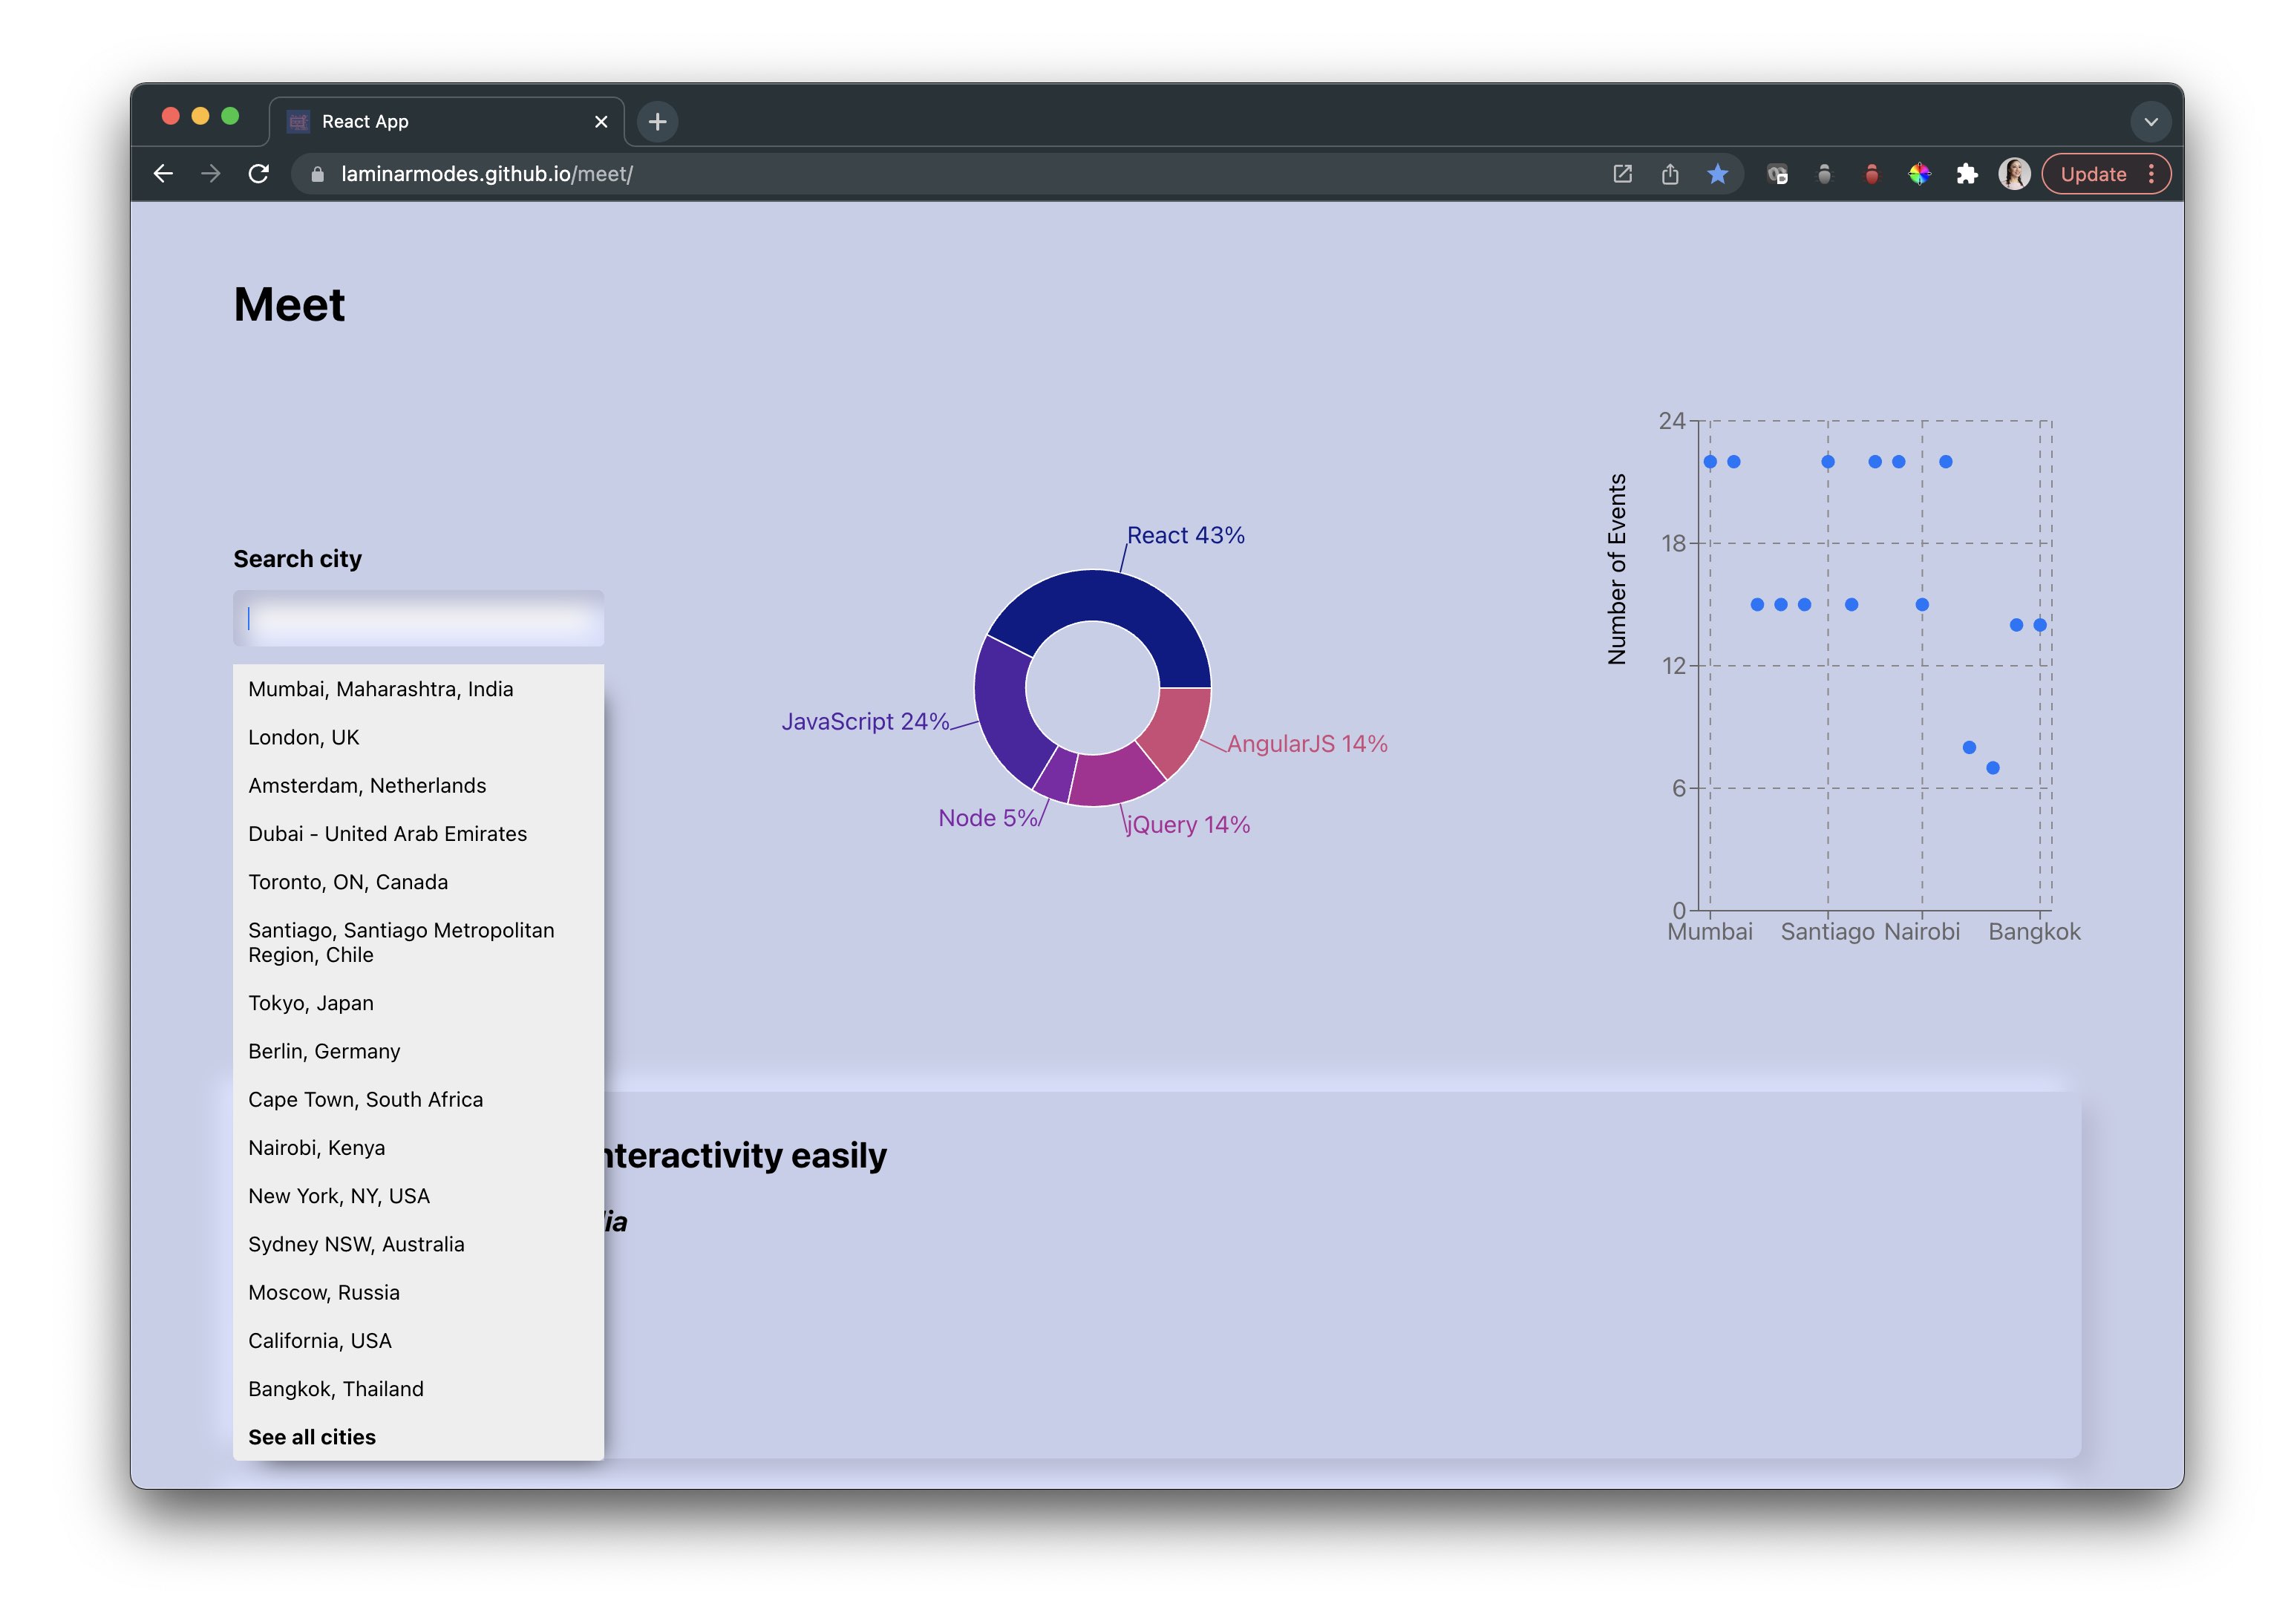 React App
laminarmodes.github.io/meet/
Update
Meet
Search city
Mumbai, Maharashtra, India
London, UK
Amsterdam, Netherlands
Dubai - United Arab Emirates
Toronto, ON, Canada
Santiago, Santiago Metropolitan
Region, Chile
Tokyo, Japan
Berlin, Germany
Cape Town, South Africa
Nairobi, Kenya
New York, NY, USA
Sydney NSW, Australia
Moscow, Russia
California, USA
Bangkok, Thailand
See all cities
React 43%
JavaScript 24%
AngularJS 14%
Node 5%
jQuery 14%
Number of Events
24
18
12
6
0
Mumbai Santiago Nairobi Bangkok
nteractivity easily